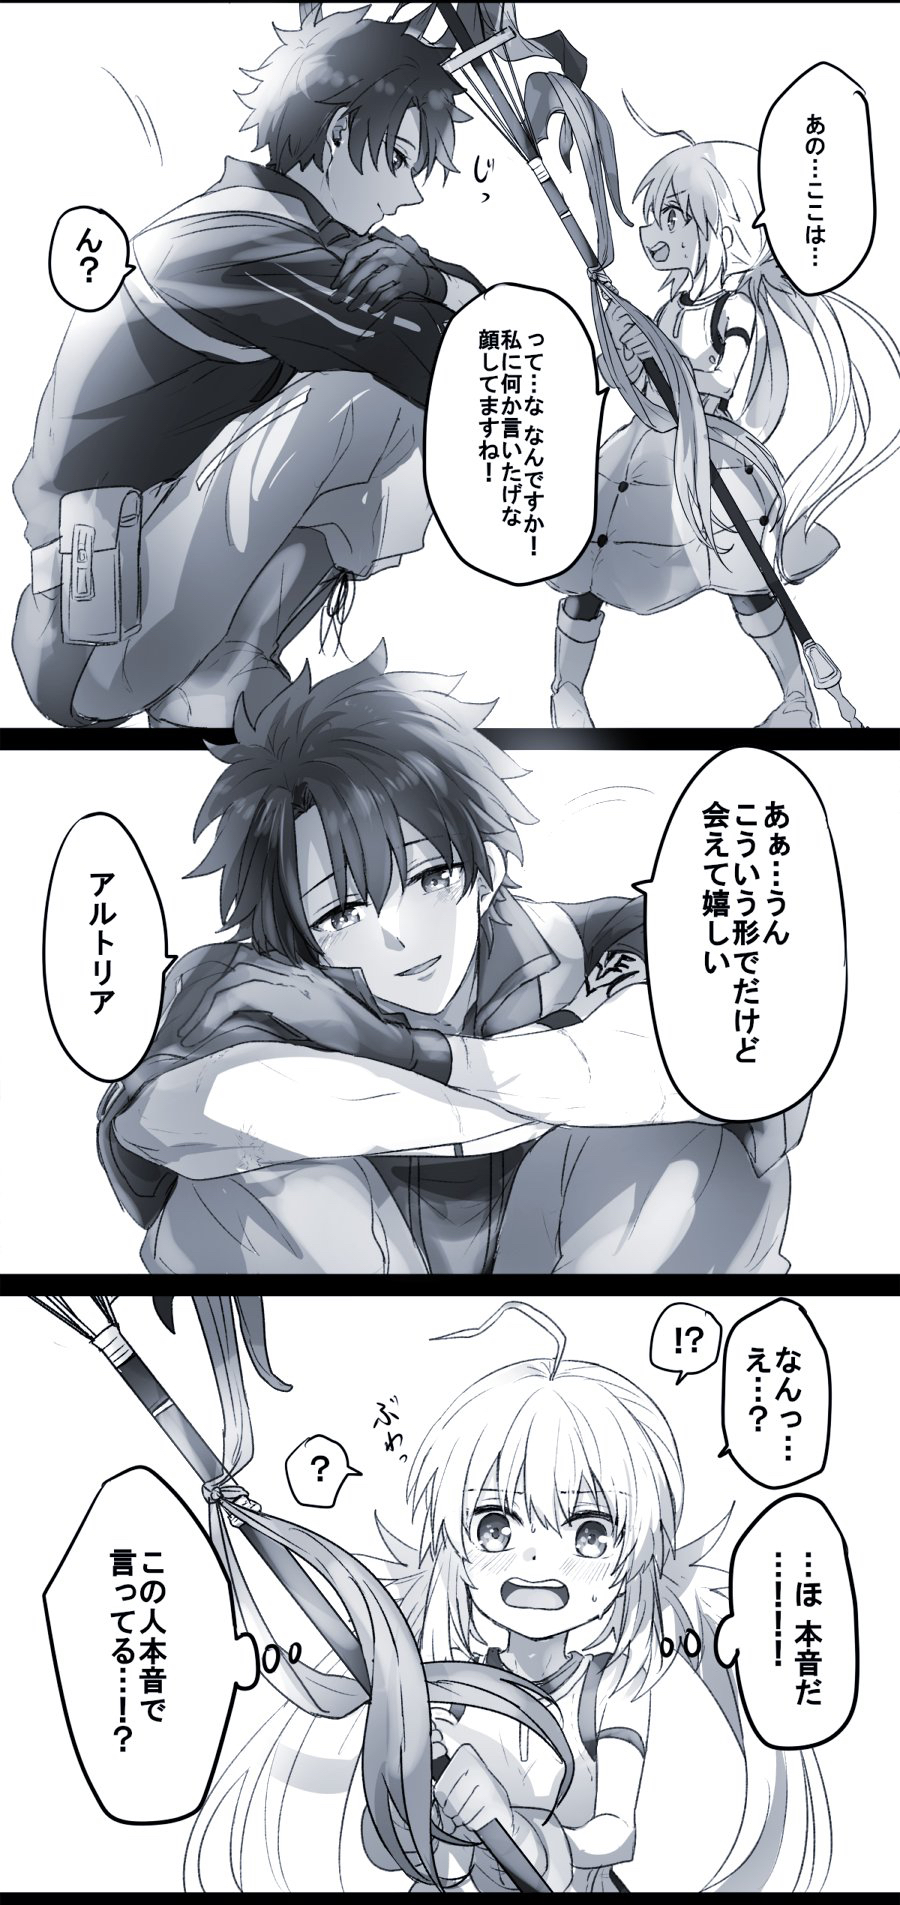 あの…ここは…
じっ
ん？
って…な なんですか！
私に何か言いたげな
顔してますね！
あぁ…うん
こういう形でだけど
会えて嬉しい
アルトリア
なんっ…
え…？
!?
ぶわっ
?
…ほ 本音だ
…!!!!
この人本音で
言ってる…!?